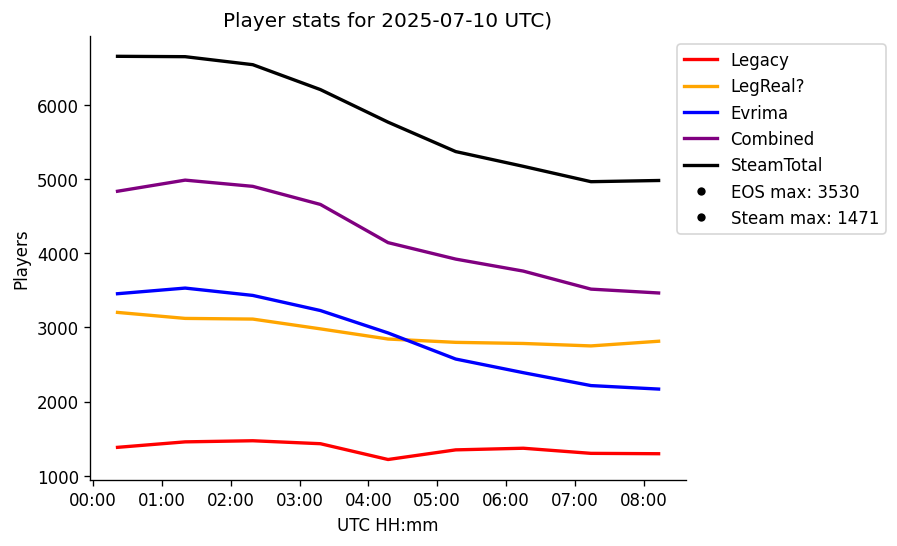 Player stats for 2025-07-10 UTC)
Legacy
LegReal?
Evrima
Combined
SteamTotal
EOS max: 3530
Steam max: 1471
Players
6000
5000
4000
3000
2000
1000
00:00 01:00 02:00 03:00 04:00 05:00 06:00 07:00 08:00
UTC HH:mm